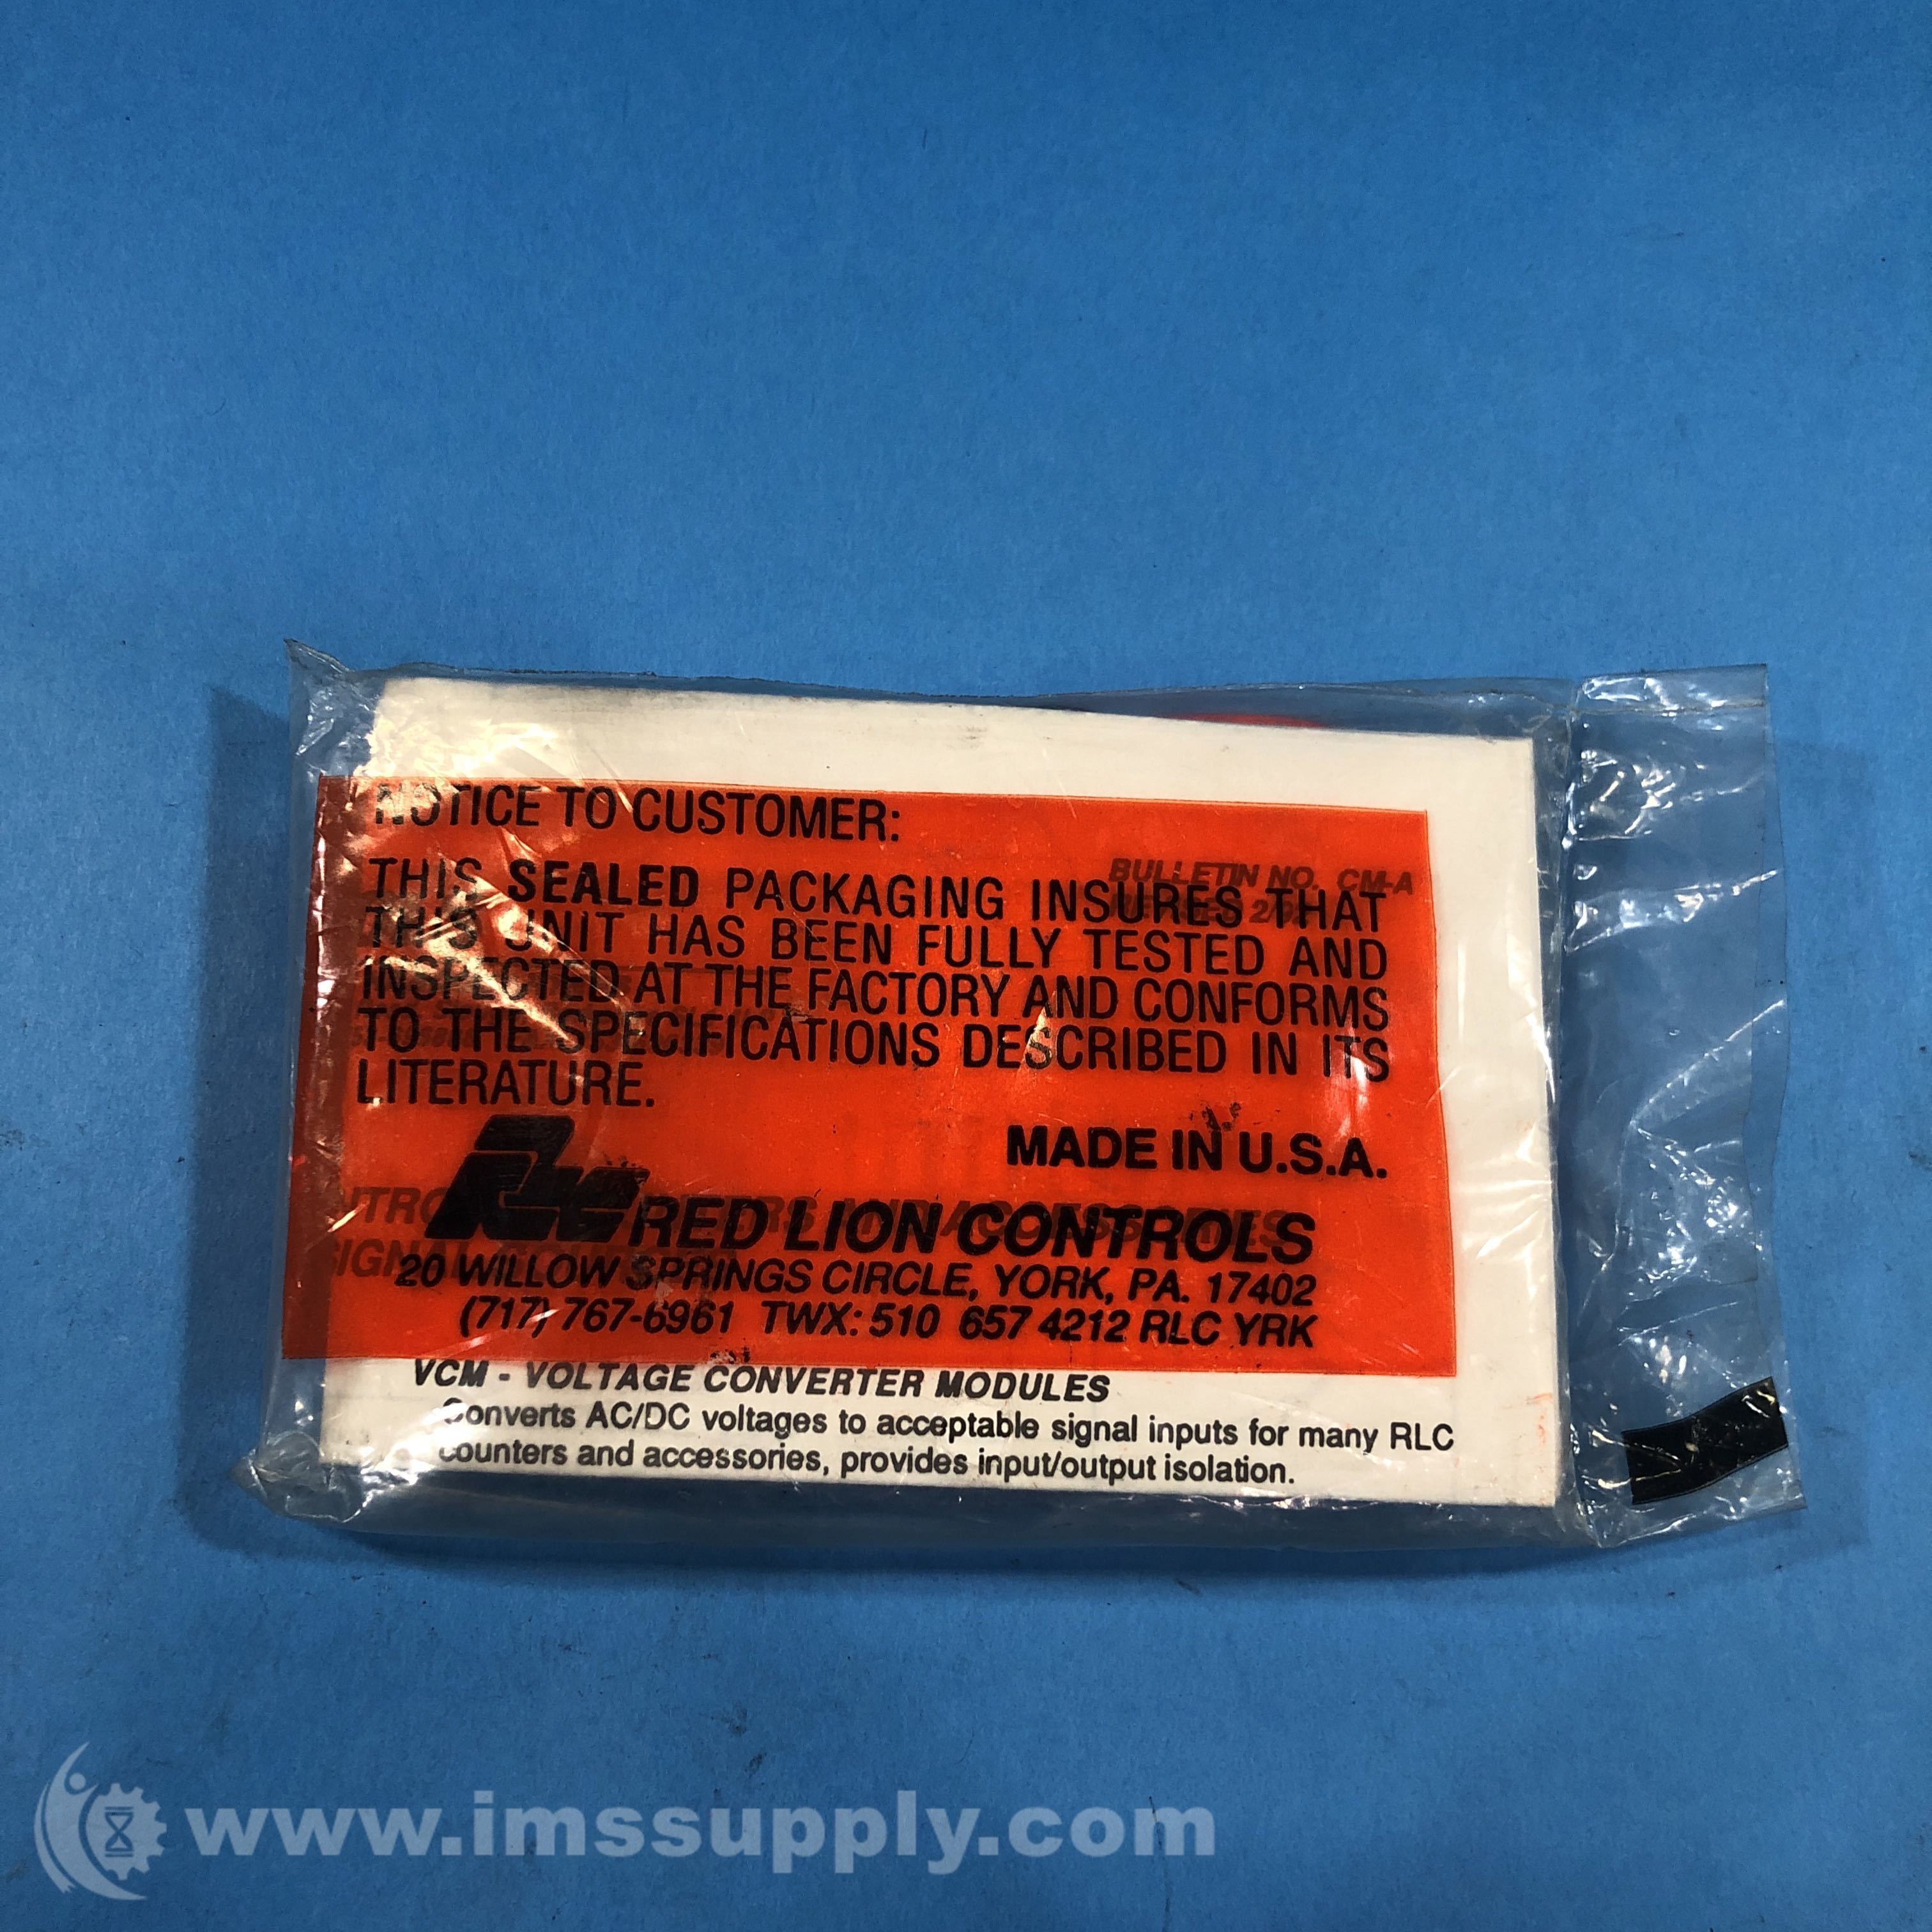 NOTICE TO CUSTOMER:
THIS SEALED PACKAGING INSURES THAT
THIS UNIT HAS BEEN FULLY TESTED AND
INSPECTED AT THE FACTORY AND CONFORMS
TO THE SPECIFICATIONS DESCRIBED IN ITS
LITERATURE.
BULLETIN NO. CM-A
MADE IN U.S.A.
RLC RED LION CONTROLS
20 WILLOW SPRINGS CIRCLE, YORK, PA. 17402
(717) 767-6961 TWX: 510 657 4212 RLC YRK
VCM - VOLTAGE CONVERTER MODULES
Converts AC/DC voltages to acceptable signal inputs for many RLC
counters and accessories, provides input/output isolation.
www.imssupply.com